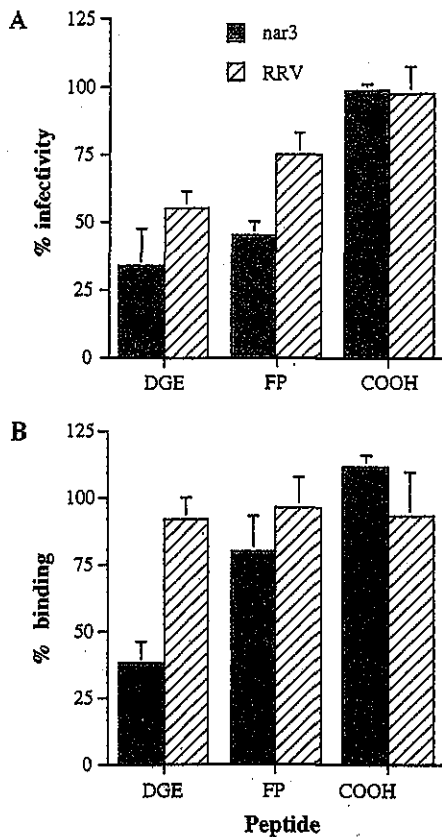 A
nar3
RRV
% infectivity
125
100
75
50
25
0
DGE FP COOH
B
% binding
125
100
75
50
25
0
DGE FP COOH
Peptide